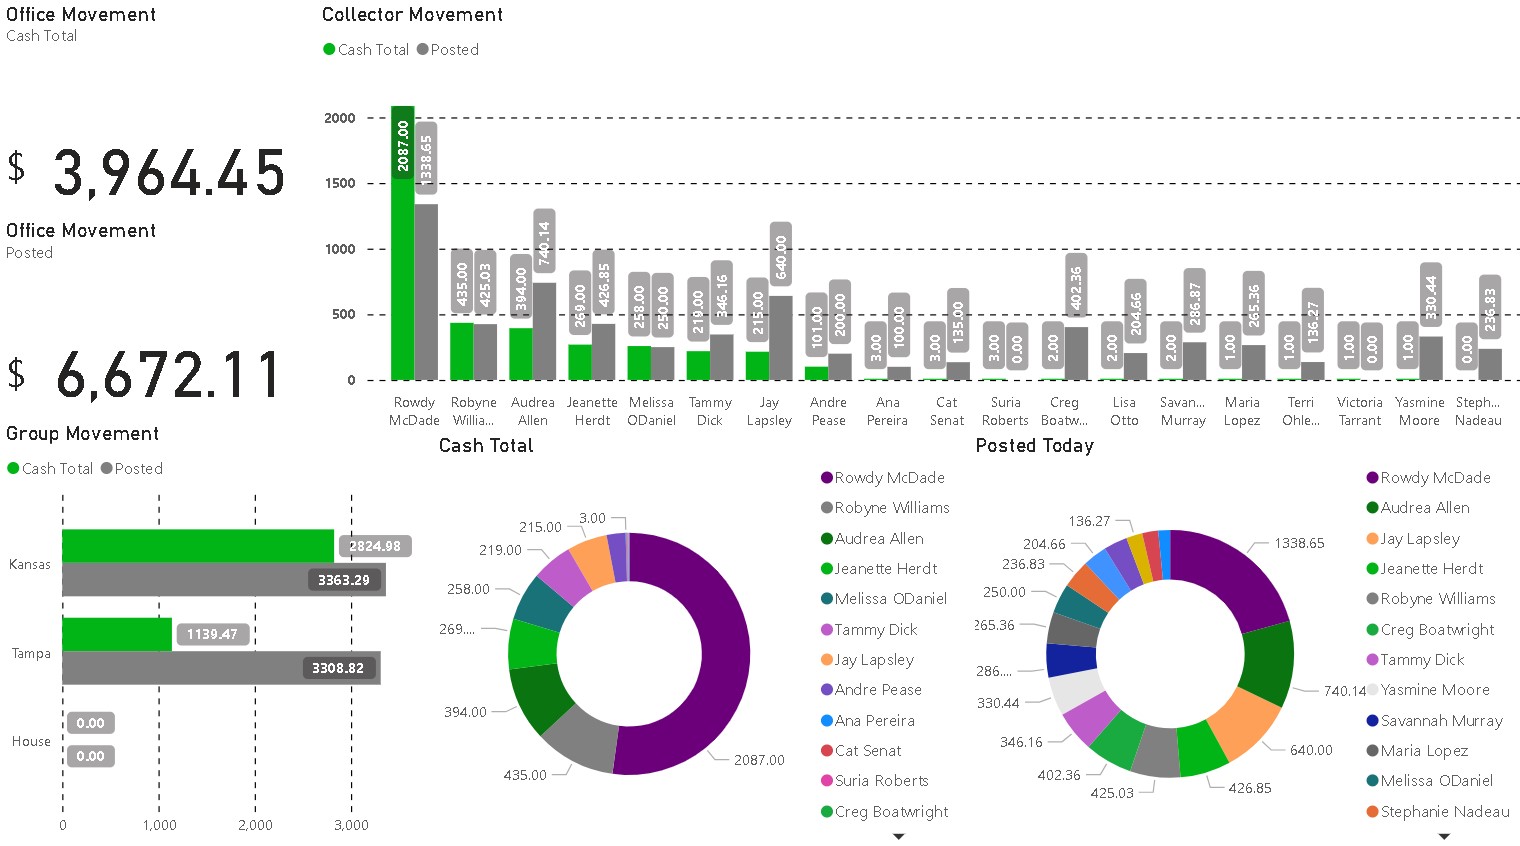 Office Movement
Cash Total
$ 3,964.45
Office Movement
Posted
$ 6,672.11
Collector Movement
Cash Total Posted
2000
1500
1000
500
0
2087.00 1338.65
435.00 425.03
394.00 740.14
269.00 426.85
258.00 250.00
219.00 346.16
215.00 640.00
101.00 200.00
3.00 100.00
3.00 135.00
3.00 0.00
2.00 402.36
2.00 204.66
2.00 286.87
1.00 265.36
1.00 136.27
1.00 0.00
1.00 330.44
0.00 236.83
Rowdy McDade
Robyne Willia...
Audrea Allen
Jeanette Herdt
Melissa ODaniel
Tammy Dick
Jay Lapsley
Andre Pease
Ana Pereira
Cat Senat
Suria Roberts
Creg Boatw...
Lisa Otto
Savan... Murray
Maria Lopez
Terri Ohle...
Victoria Tarrant
Yasmine Moore
Steph... Nadeau
Group Movement
Cash Total Posted
Kansas
2824.98
3363.29
Tampa
1139.47
3308.82
House
0.00
0.00
0 1,000 2,000 3,000
Cash Total
3.00
215.00
219.00
258.00
269....
394.00
435.00
2087.00
Rowdy McDade
Robyne Williams
Audrea Allen
Jeanette Herdt
Melissa ODaniel
Tammy Dick
Jay Lapsley
Andre Pease
Ana Pereira
Cat Senat
Suria Roberts
Creg Boatwright
Posted Today
136.27
204.66
236.83
250.00
265.36
286....
330.44
346.16
402.36
425.03
426.85
640.00
740.14
1338.65
Rowdy McDade
Audrea Allen
Jay Lapsley
Jeanette Herdt
Robyne Williams
Creg Boatwright
Tammy Dick
Yasmine Moore
Savannah Murray
Maria Lopez
Melissa ODaniel
Stephanie Nadeau